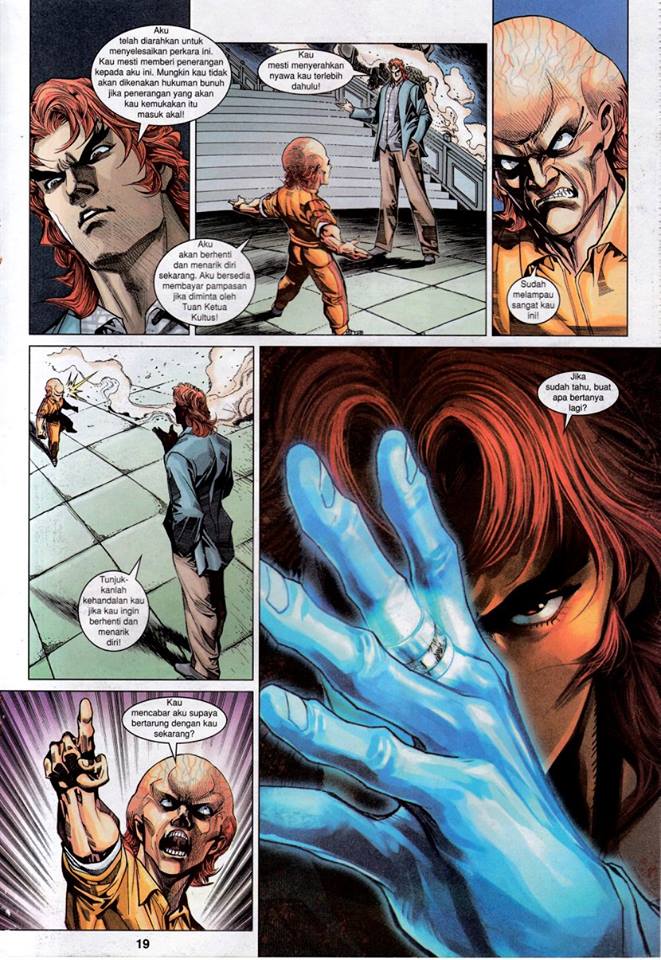 Aku
telah diarahkan untuk
menyelesaikan perkara ini.
Kau mesti memberi penerangan
kepada aku ini. Mungkin kau tidak
akan dikenakan hukuman bunuh
jika penerangan yang akan
kau kemukakan itu
masuk akal!
Kau
mesti menyerahkan
nyawa kau terlebih
dahulu!
Aku
akan berhenti
dan menarik diri
sekarang. Aku bersedia
membayar pampasan
jika diminta oleh
Tuan Ketua
Kultus!
Sudah
melampau
sangat kau
ini!
Tunjuk-
kanlah
kehandalan kau
jika kau ingin
berhenti dan
menarik
diri!
Jika
sudah tahu, buat
apa bertanya
lagi?
Kau
mencabar aku supaya
bertarung dengan kau
sekarang?
19